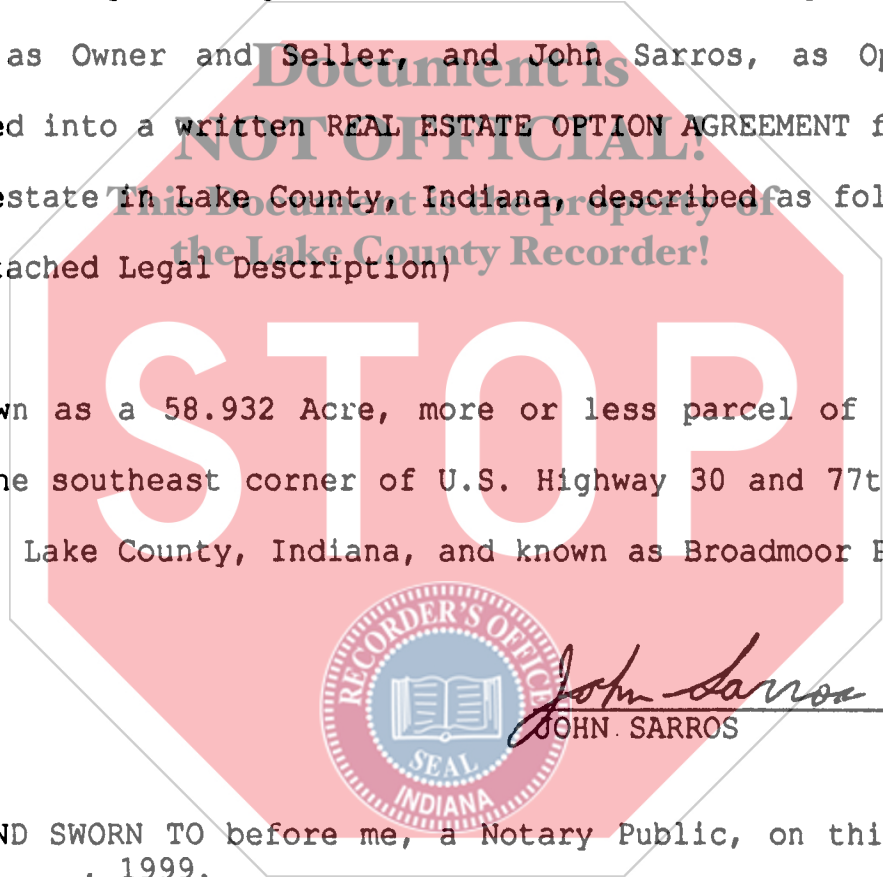 as Owner and Seller, and John Sarros, as Op
ed into a written REAL ESTATE OPTION AGREEMENT f
estate in Lake County, Indiana, described as fol
tached Legal Description)
Document is
NOT OFFICIAL!
This Document is the property of
the Lake County Recorder!
STOP
wn as a 58.932 Acre, more or less parcel of
he southeast corner of U.S. Highway 30 and 77t
Lake County, Indiana, and known as Broadmoor
RECORDER'S OFFICE
SEAL
INDIANA
John Sarros
JOHN SARROS
ND SWORN TO before me, a Notary Public, on thi
, 1999.